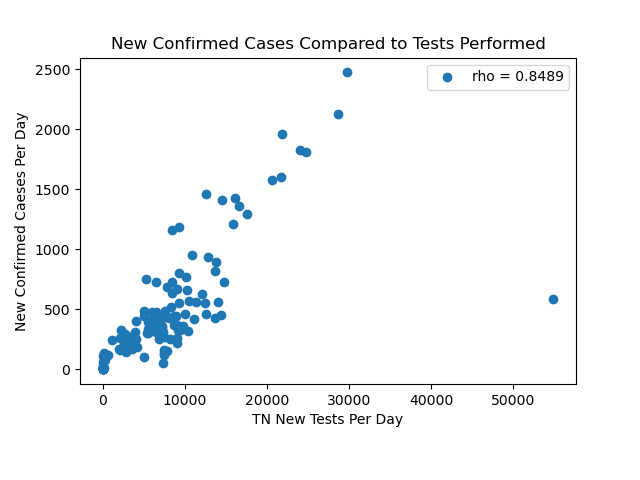 New Confirmed Cases Compared to Tests Performed
rho = 0.8489
2500
2000
1500
1000
500
0
New Confirmed Caeses Per Day
0 10000 20000 30000 40000 50000
TN New Tests Per Day